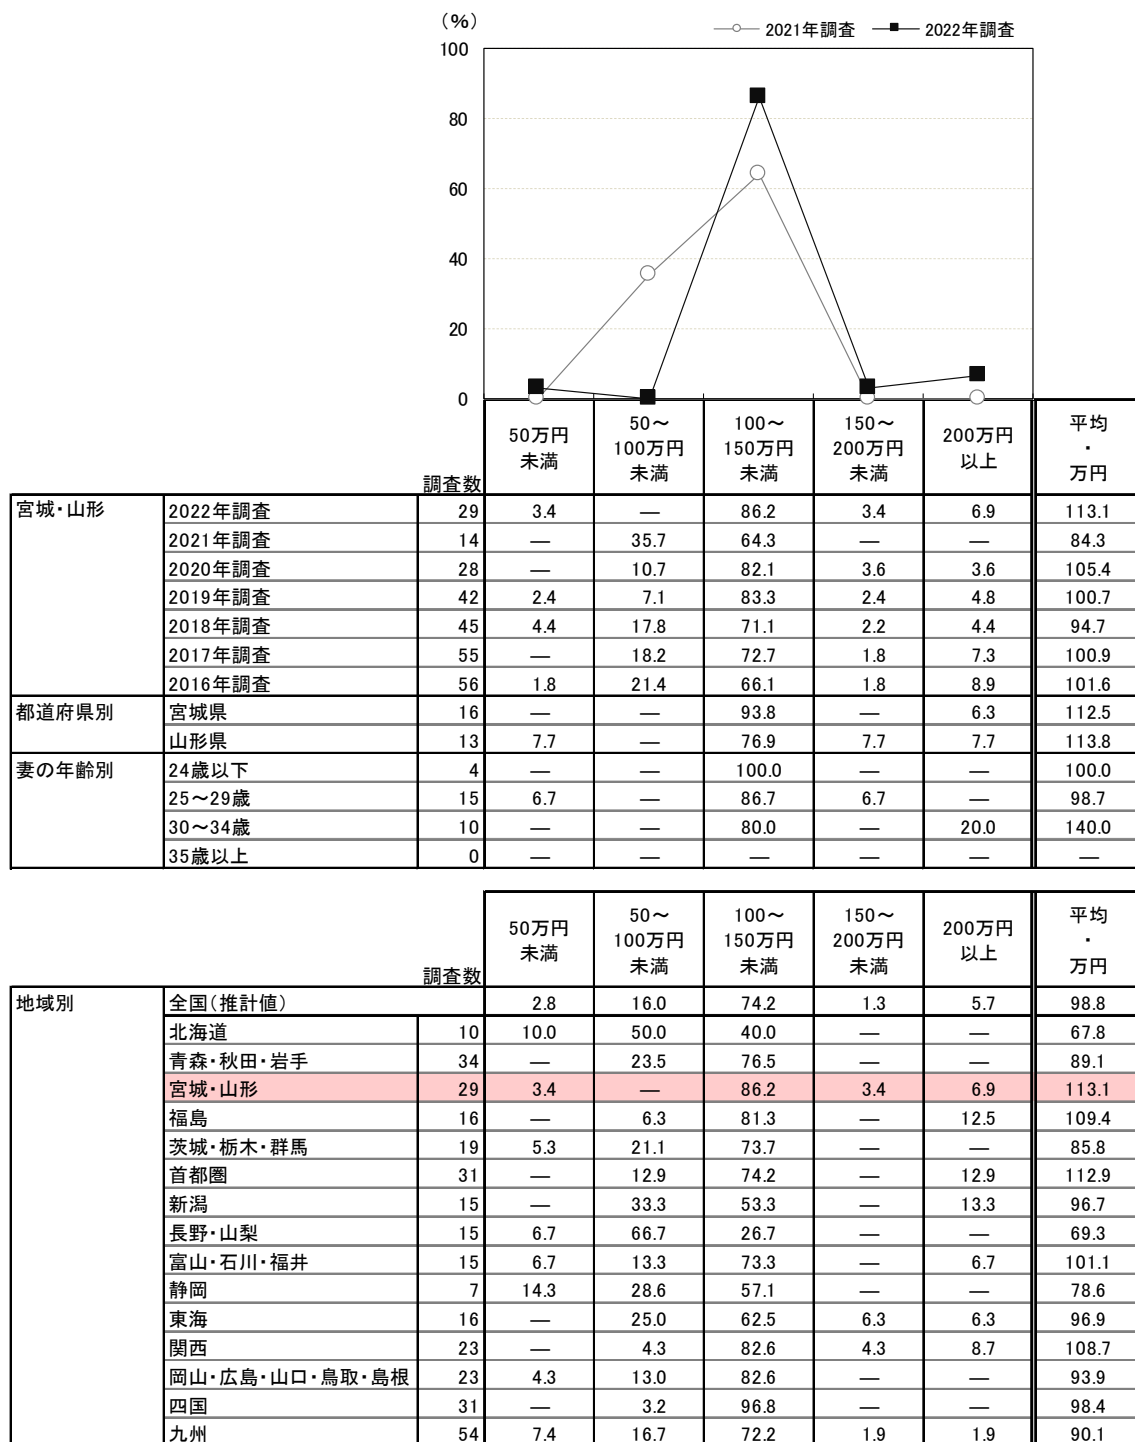 （%）
2021年調査 2022年調査
100
80
60
40
20
0
調査数 50万円未満 50～100万円未満 100～150万円未満 150～200万円未満 200万円以上 平均・万円
宮城・山形 2022年調査 29 3.4 — 86.2 3.4 6.9 113.1
2021年調査 14 — 35.7 64.3 — — 84.3
2020年調査 28 — 10.7 82.1 3.6 3.6 105.4
2019年調査 42 2.4 7.1 83.3 2.4 4.8 100.7
2018年調査 45 4.4 17.8 71.1 2.2 4.4 94.7
2017年調査 55 — 18.2 72.7 1.8 7.3 100.9
2016年調査 56 1.8 21.4 66.1 1.8 8.9 101.6
都道府県別 宮城県 16 — — 93.8 — 6.3 112.5
山形県 13 7.7 — 76.9 7.7 7.7 113.8
妻の年齢別 24歳以下 4 — — 100.0 — — 100.0
25～29歳 15 6.7 — 86.7 6.7 — 98.7
30～34歳 10 — — 80.0 — 20.0 140.0
35歳以上 0 — — — — — —
調査数 50万円未満 50～100万円未満 100～150万円未満 150～200万円未満 200万円以上 平均・万円
地域別 全国（推計値） 2.8 16.0 74.2 1.3 5.7 98.8
北海道 10 10.0 50.0 40.0 — — 67.8
青森・秋田・岩手 34 — 23.5 76.5 — — 89.1
宮城・山形 29 3.4 — 86.2 3.4 6.9 113.1
福島 16 — 6.3 81.3 — 12.5 109.4
茨城・栃木・群馬 19 5.3 21.1 73.7 — — 85.8
首都圏 31 — 12.9 74.2 — 12.9 112.9
新潟 15 — 33.3 53.3 — 13.3 96.7
長野・山梨 15 6.7 66.7 26.7 — — 69.3
富山・石川・福井 15 6.7 13.3 73.3 — 6.7 101.1
静岡 7 14.3 28.6 57.1 — — 78.6
東海 16 — 25.0 62.5 6.3 6.3 96.9
関西 23 — 4.3 82.6 4.3 8.7 108.7
岡山・広島・山口・鳥取・島根 23 4.3 13.0 82.6 — — 93.9
四国 31 — 3.2 96.8 — — 98.4
九州 54 7.4 16.7 72.2 1.9 1.9 90.1